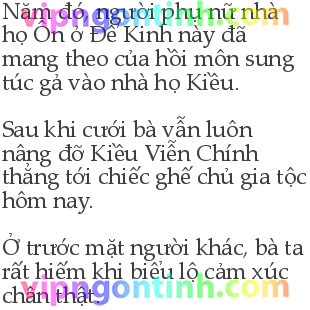 Năm đó, người phụ nữ nhà
họ Ôn ở Đế Kinh này đã
mang theo của hồi môn sung
túc gả vào nhà họ Kiều.
Sau khi cưới bà vẫn luôn
nâng đỡ Kiều Viễn Chính
thẳng tới chiếc ghế chủ gia tộc
hôm nay.
Ở trước mặt người khác, bà ta
rất hiếm khi biểu lộ cảm xúc
chân thật.
vipngontinh.com
vipngontinh.com